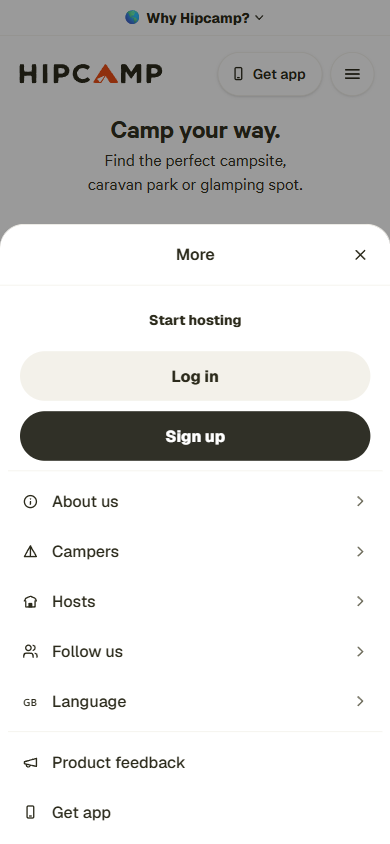 Why Hipcamp?
HIPCAMP
Get app
Camp your way.
Find the perfect campsite,
caravan park or glamping spot.
More
Start hosting
Log in
Sign up
About us
Campers
Hosts
Follow us
GB Language
Product feedback
Get app